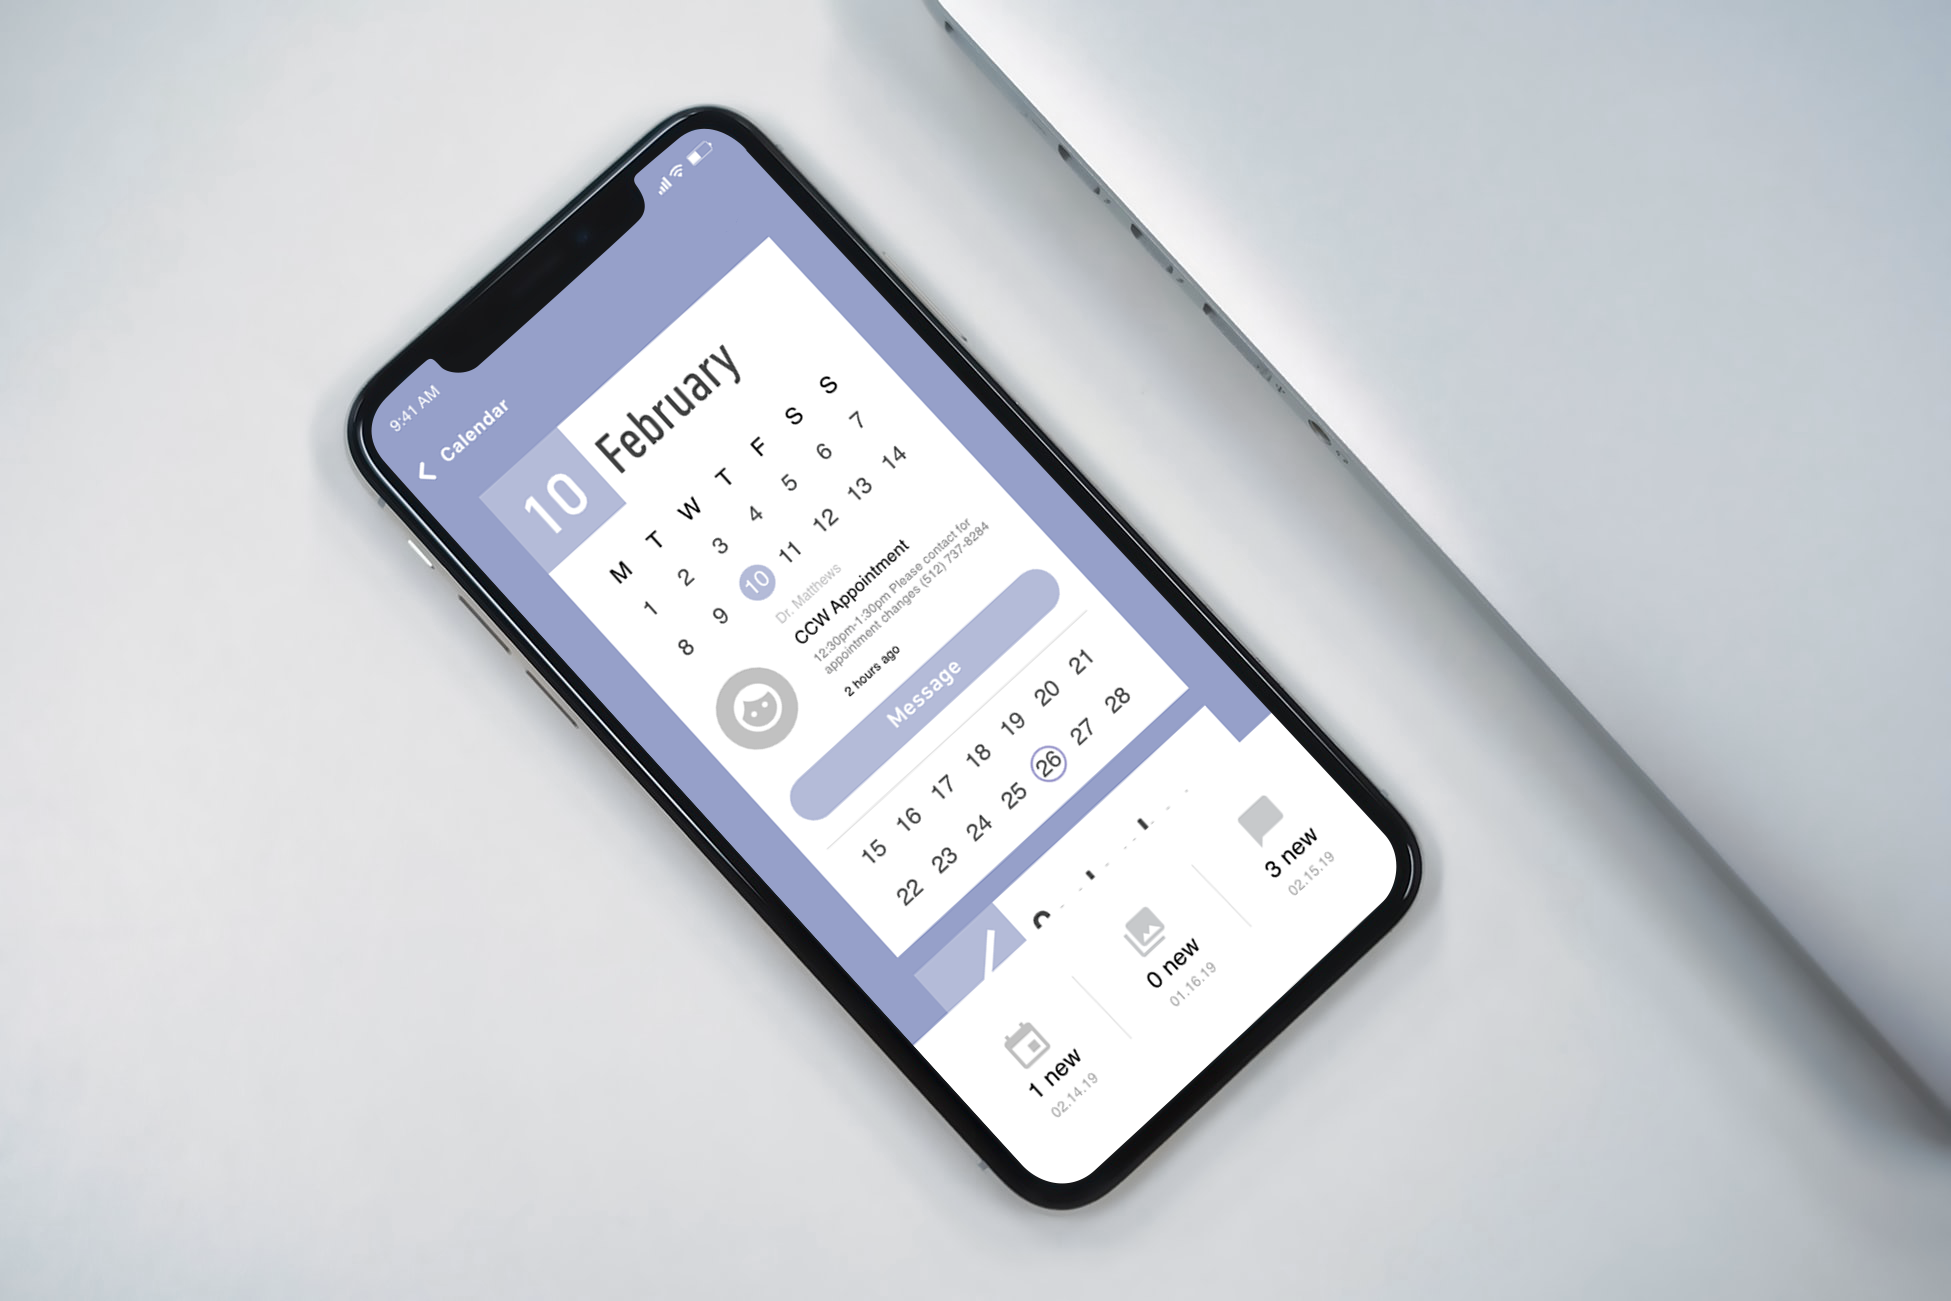 9:41 AM
Calendar
10
February
M T W T F S S
1 2 3 4 5 6 7
8 9 10 11 12 13 14
Dr. Matthews
CCW Appointment
12:30pm-1:30pm Please contact for
appointment changes (512) 737-8284
2 hours ago
Message
15 16 17 18 19 20 21
22 23 24 25 26 27 28
1 new
02.14.19
0 new
01.16.19
3 new
02.15.19